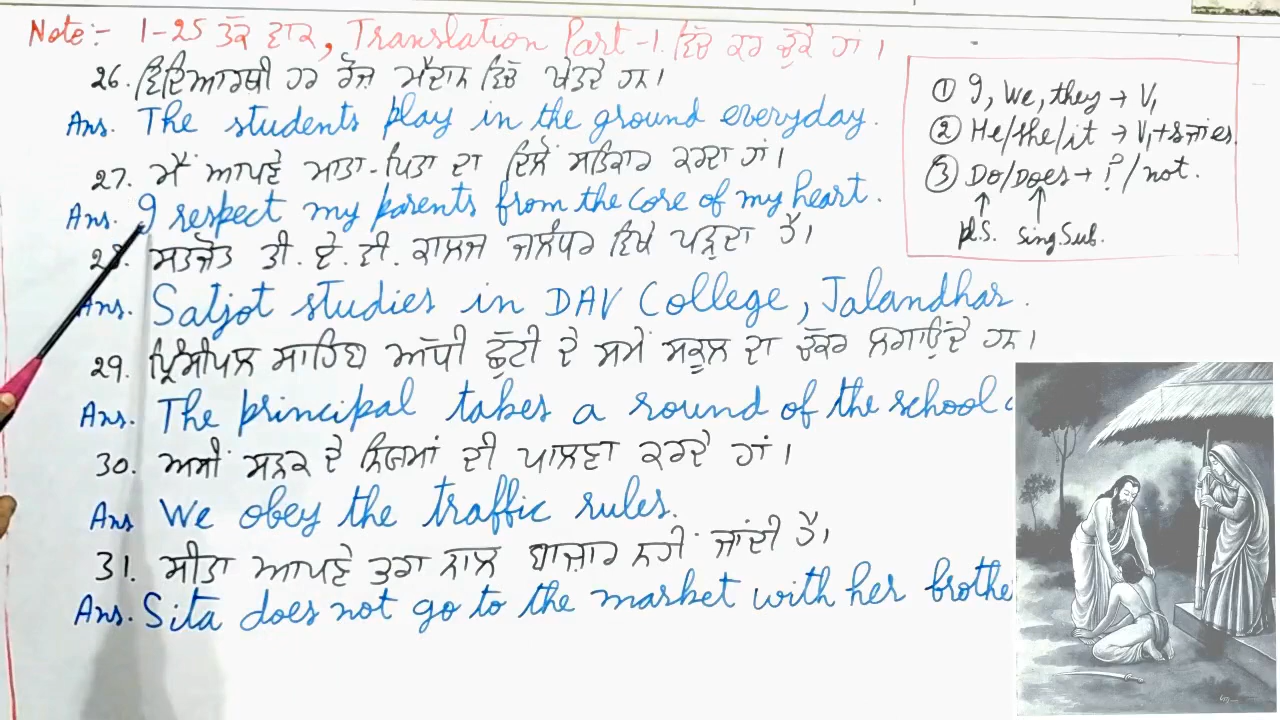 Note:- 1-25 ਤੱਕ ਵਾਕ, Translation Part-1. ਵਿੱਚ ਕਰ ਚੁੱਕੇ ਹਾਂ।
26. ਵਿਦਿਆਰਥੀ ਹਰ ਰੋਜ਼ ਮੈਦਾਨ ਵਿੱਚ ਖੇਡਦੇ ਹਨ।
Ans. The students play in the ground everyday.
27. ਮੈਂ ਆਪਣੇ ਮਾਤਾ-ਪਿਤਾ ਦਾ ਦਿਲੋਂ ਸਤਿਕਾਰ ਕਰਦਾ ਹਾਂ।
Ans. I respect my parents from the core of my heart.
28. ਸਤਜੋਤ ਡੀ. ਏ. ਵੀ. ਕਾਲਜ ਜਲੰਧਰ ਵਿਖੇ ਪੜ੍ਹਦਾ ਹੈ।
Ans. Satjot studies in DAV College, Jalandhar.
29. ਪ੍ਰਿੰਸੀਪਲ ਸਾਹਿਬ ਅੱਧੀ ਛੁੱਟੀ ਦੇ ਸਮੇਂ ਸਕੂਲ ਦਾ ਚੱਕਰ ਲਗਾਉਂਦੇ ਹਨ।
Ans. The principal takes a round of the school
30. ਅਸੀਂ ਸੜਕ ਦੇ ਨਿਯਮਾਂ ਦੀ ਪਾਲਣਾ ਕਰਦੇ ਹਾਂ।
Ans We obey the traffic rules.
31. ਸੀਤਾ ਆਪਣੇ ਭਰਾ ਨਾਲ ਬਾਜ਼ਾਰ ਨਹੀਂ ਜਾਂਦੀ ਹੈ।
Ans. Sita does not go to the market with her brothe
① I, We, they → V₁
② He/she/it → V₁+s ਜਾਂ es.
③ Do/Does → ?/not.
Pl.S. Sing.Sub.